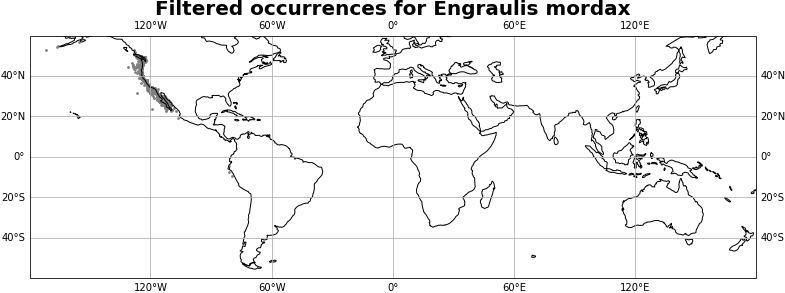 Filtered occurrences for Engraulis mordax
120°W 60°W 0° 60°E 120°E
40°N 40°N
20°N 20°N
0° 0°
20°S 20°S
40°S 40°S
120°W 60°W 0° 60°E 120°E